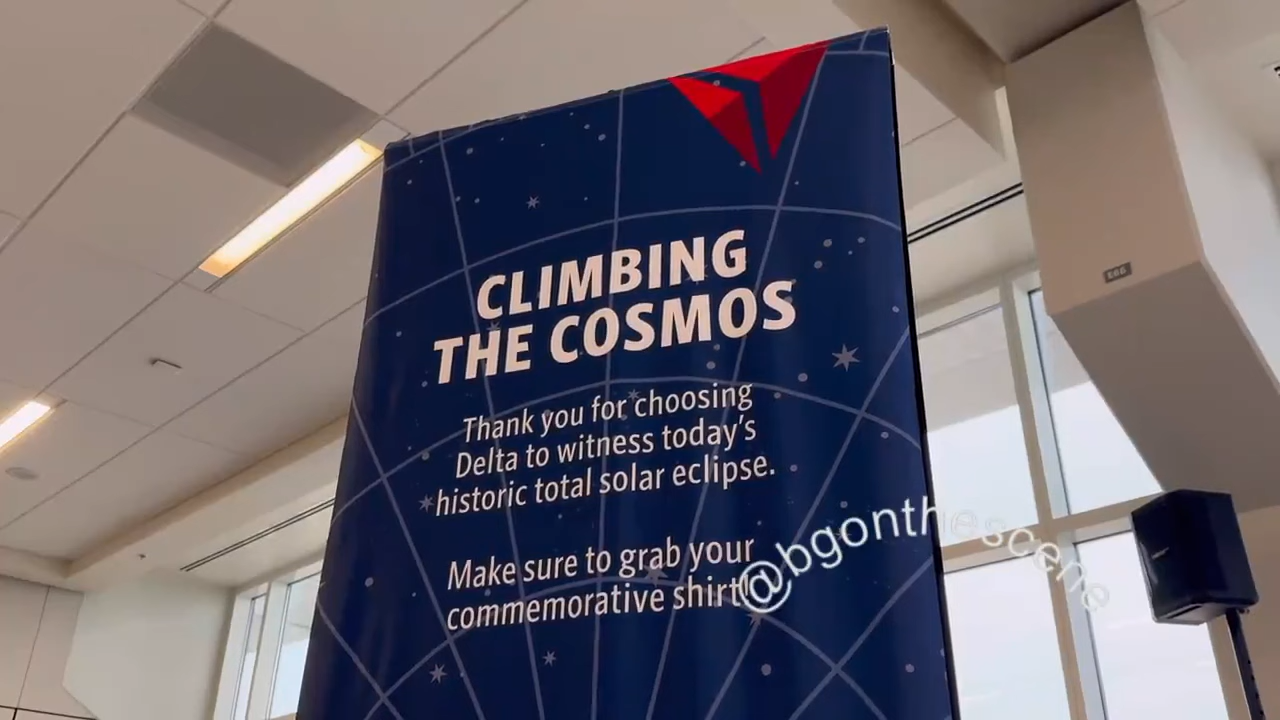 CLIMBING
THE COSMOS
Thank you for choosing
Delta to witness today's
historic total solar eclipse.
Make sure to grab your
commemorative shirt!
@bgonthescene